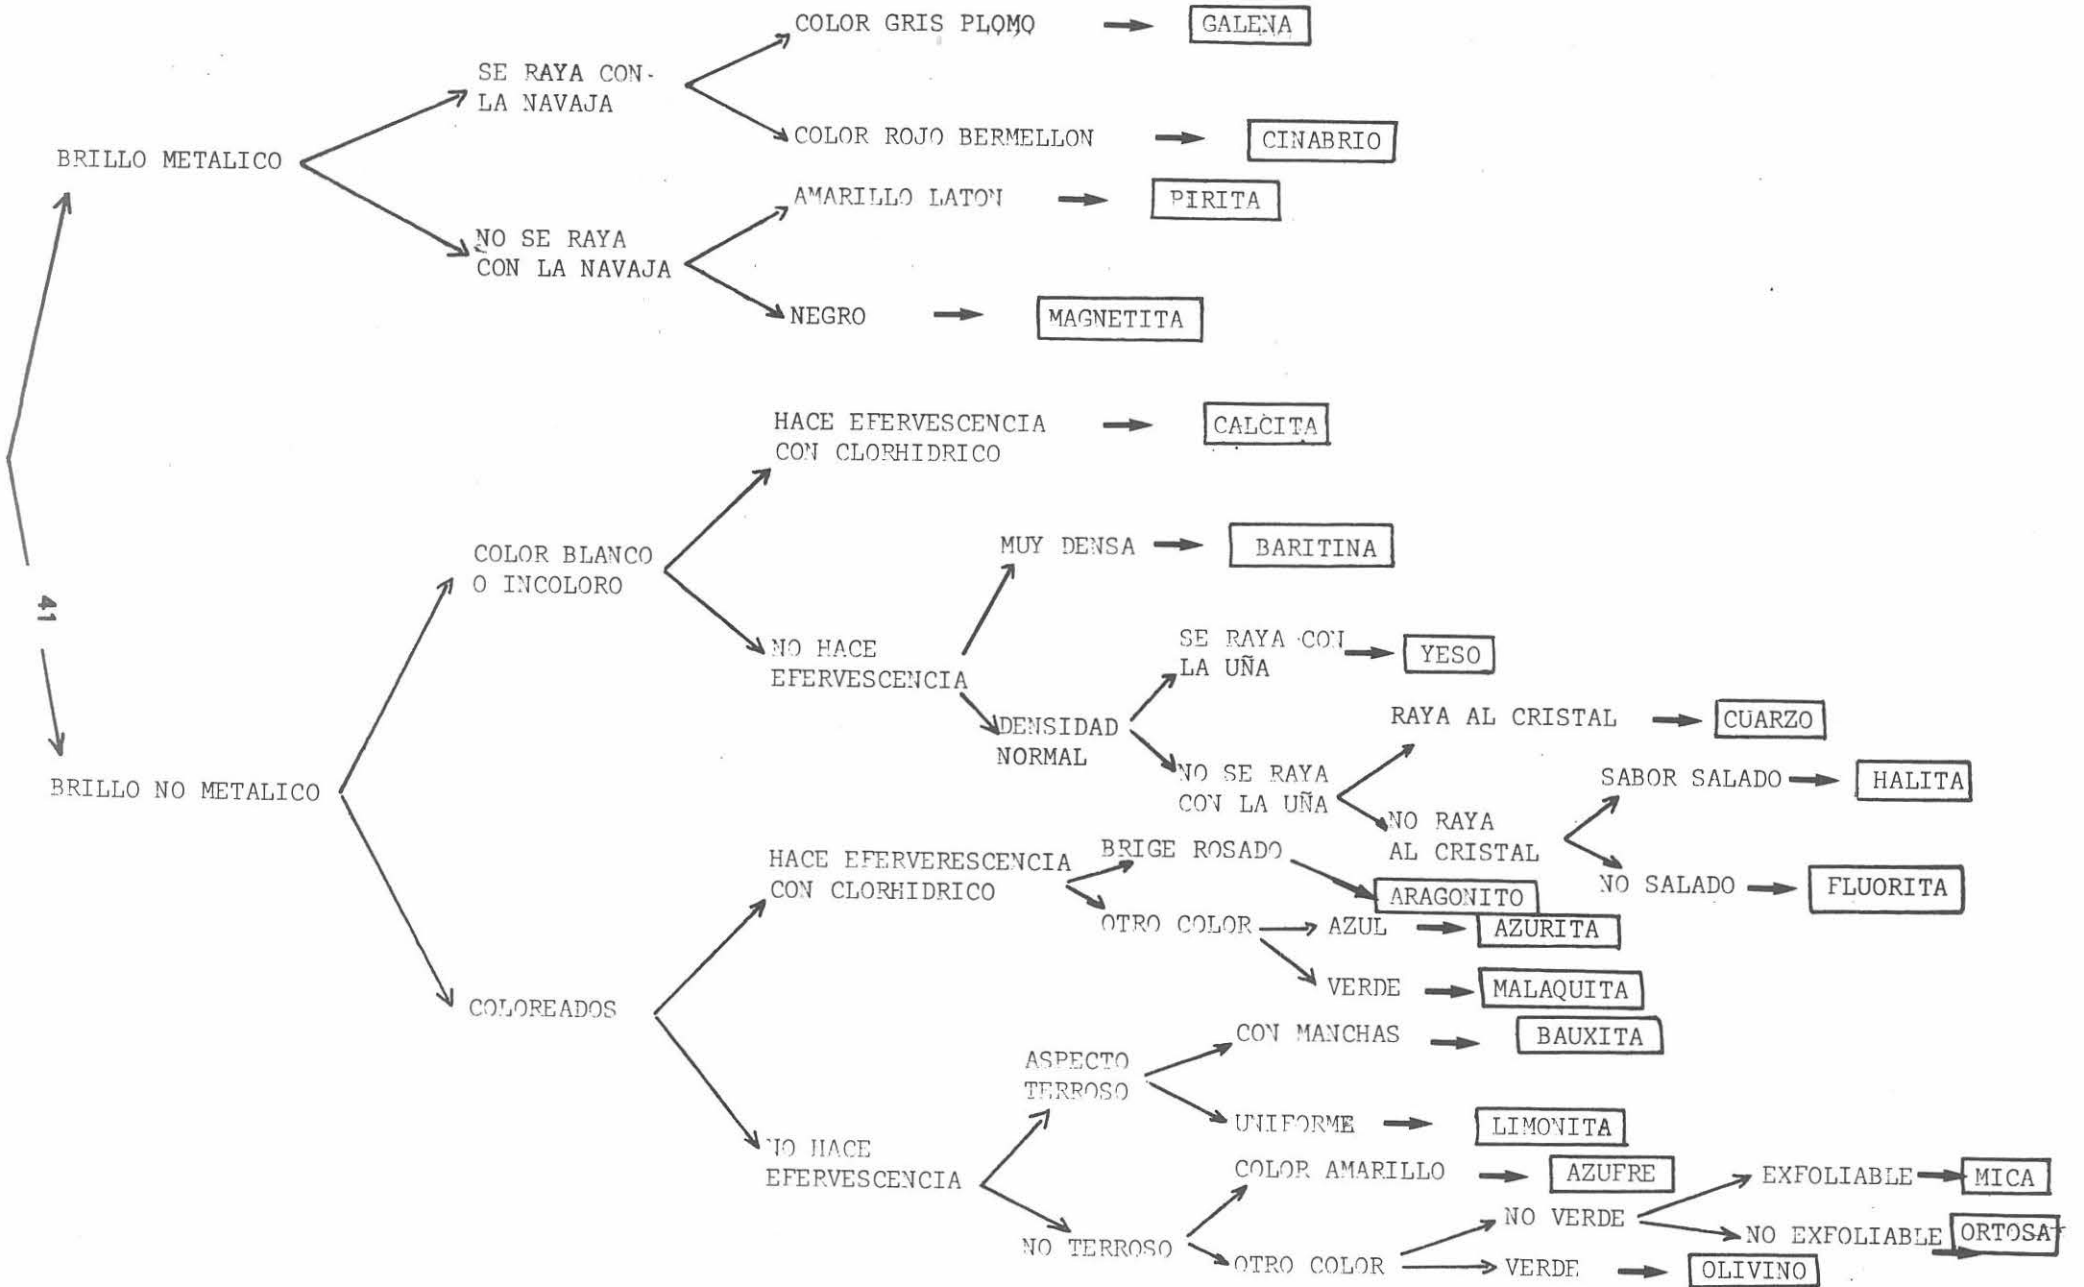 COLOR GRIS PLOMO
GALENA
SE RAYA CON
LA NAVAJA
COLOR ROJO BERMELLON
CINABRIO
BRILLO METALICO
AMARILLO LATON
PIRITA
NO SE RAYA
CON LA NAVAJA
NEGRO
MAGNETITA
HACE EFERVESCENCIA
CON CLORHIDRICO
CALCITA
MUY DENSA
BARITINA
COLOR BLANCO
O INCOLORO
41
NO HACE
EFERVESCENCIA
SE RAYA CON
LA UÑA
YESO
DENSIDAD
NORMAL
RAYA AL CRISTAL
CUARZO
NO SE RAYA
CON LA UÑA
SABOR SALADO
HALITA
BRILLO NO METALICO
NO RAYA
AL CRISTAL
NO SALADO
FLUORITA
HACE EFERVERESCENCIA
CON CLORHIDRICO
BRIGE ROSADO
ARAGONITO
OTRO COLOR
AZUL
AZURITA
VERDE
MALAQUITA
COLOREADOS
CON MANCHAS
BAUXITA
ASPECTO
TERROSO
UNIFORME
LIMONITA
NO HACE
EFERVESCENCIA
COLOR AMARILLO
AZUFRE
EXFOLIABLE
MICA
NO VERDE
NO EXFOLIABLE
ORTOSAT
NO TERROSO
OTRO COLOR
VERDE
OLIVINO